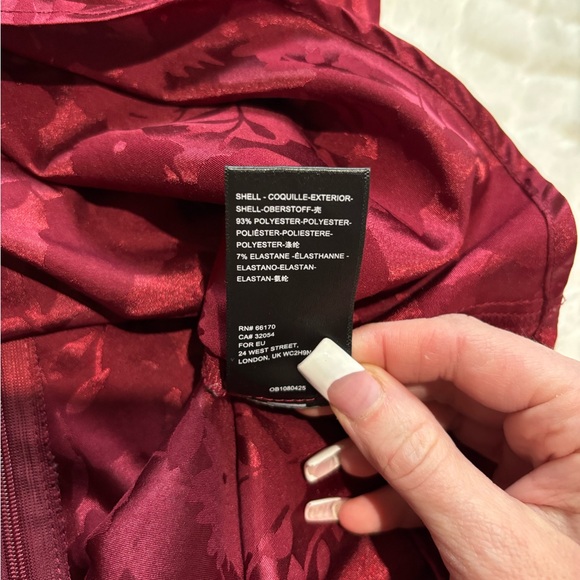 SHELL - COQUILLE-EXTERIOR-
SHELL-OBERSTOFF-壳
93% POLYESTER-POLYESTER-
POLIÉSTER-POLIESTERE-
POLYESTER-涤纶
7% ELASTANE -ÉLASTHANNE -
ELASTANO-ELASTAN-
ELASTAN-氨纶
RN# 66170
CA# 32054
FOR EU
24 WEST STREET,
LONDON, UK WC2H9N
OB1080425